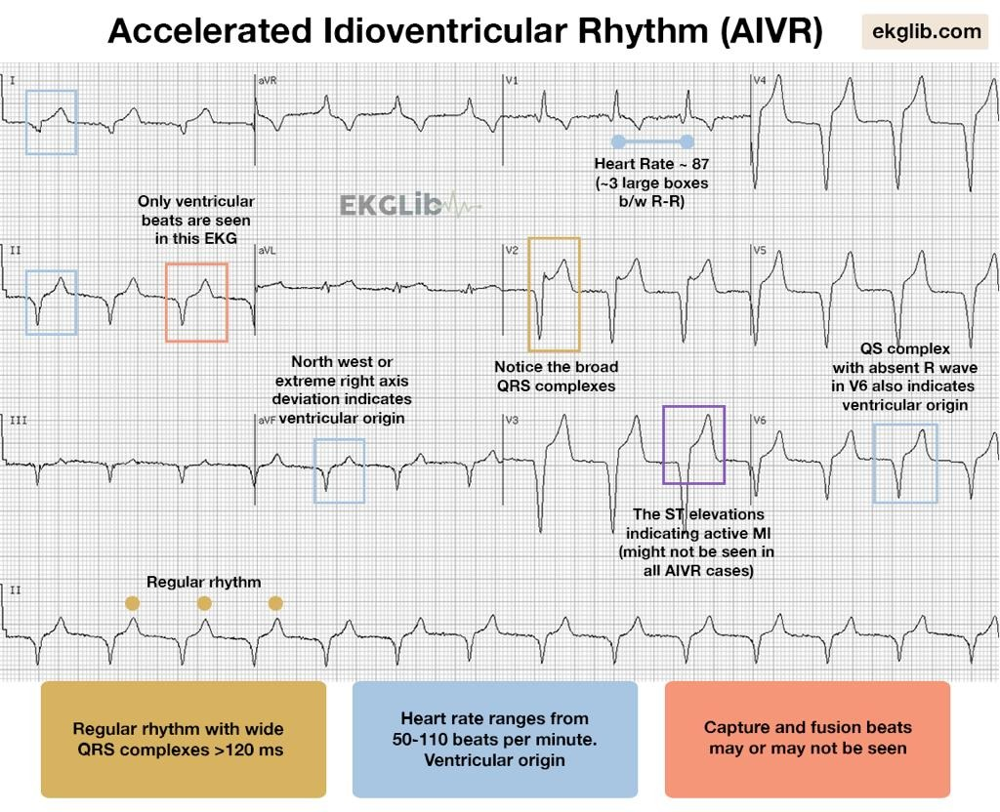 Accelerated Idioventricular Rhythm (AIVR)
ekglib.com
I
aVR
V1
V4
Heart Rate ~ 87
(~3 large boxes
b/w R-R)
Only ventricular
beats are seen
in this EKG
EKGLib
II
aVL
V2
V5
North west or
extreme right axis
deviation indicates
ventricular origin
Notice the broad
QRS complexes
QS complex
with absent R wave
in V6 also indicates
ventricular origin
III
aVF
V3
V6
The ST elevations
indicating active MI
(might not be seen in
all AIVR cases)
Regular rhythm
II
Regular rhythm with wide
QRS complexes >120 ms
Heart rate ranges from
50-110 beats per minute.
Ventricular origin
Capture and fusion beats
may or may not be seen